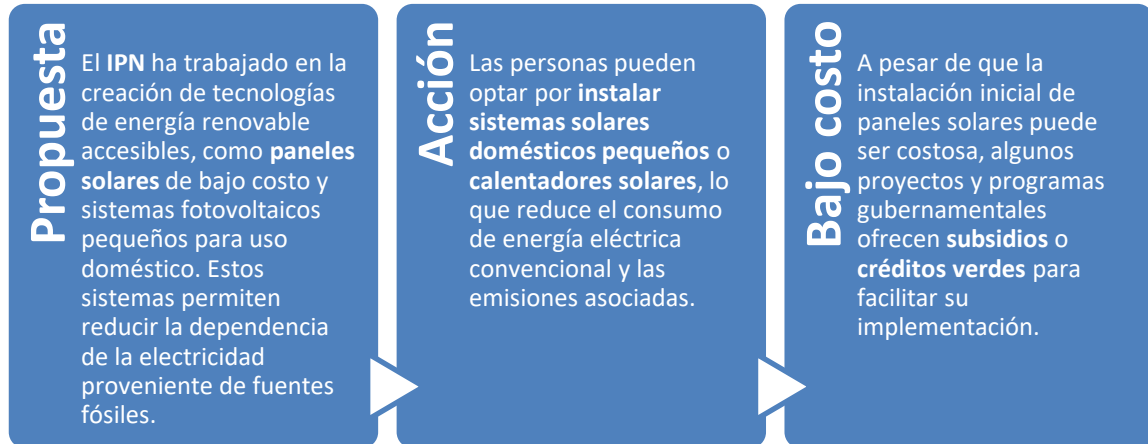 Propuesta
El IPN ha trabajado en la
creación de tecnologías
de energía renovable
accesibles, como paneles
solares de bajo costo y
sistemas fotovoltaicos
pequeños para uso
doméstico. Estos
sistemas permiten
reducir la dependencia
de la electricidad
proveniente de fuentes
fósiles.
Acción
Las personas pueden
optar por instalar
sistemas solares
domésticos pequeños o
calentadores solares, lo
que reduce el consumo
de energía eléctrica
convencional y las
emisiones asociadas.
Bajo costo
A pesar de que la
instalación inicial de
paneles solares puede
ser costosa, algunos
proyectos y programas
gubernamentales
ofrecen subsidios o
créditos verdes para
facilitar su
implementación.